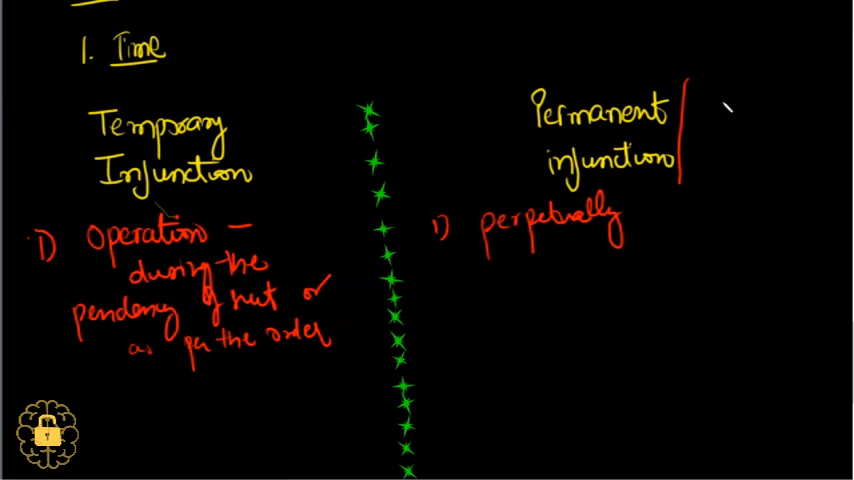 1. Time
Temporary
Injunction
Permanent
injunction
1) Operation -
during the
pendency of suit or
as per the order
1) perpetually